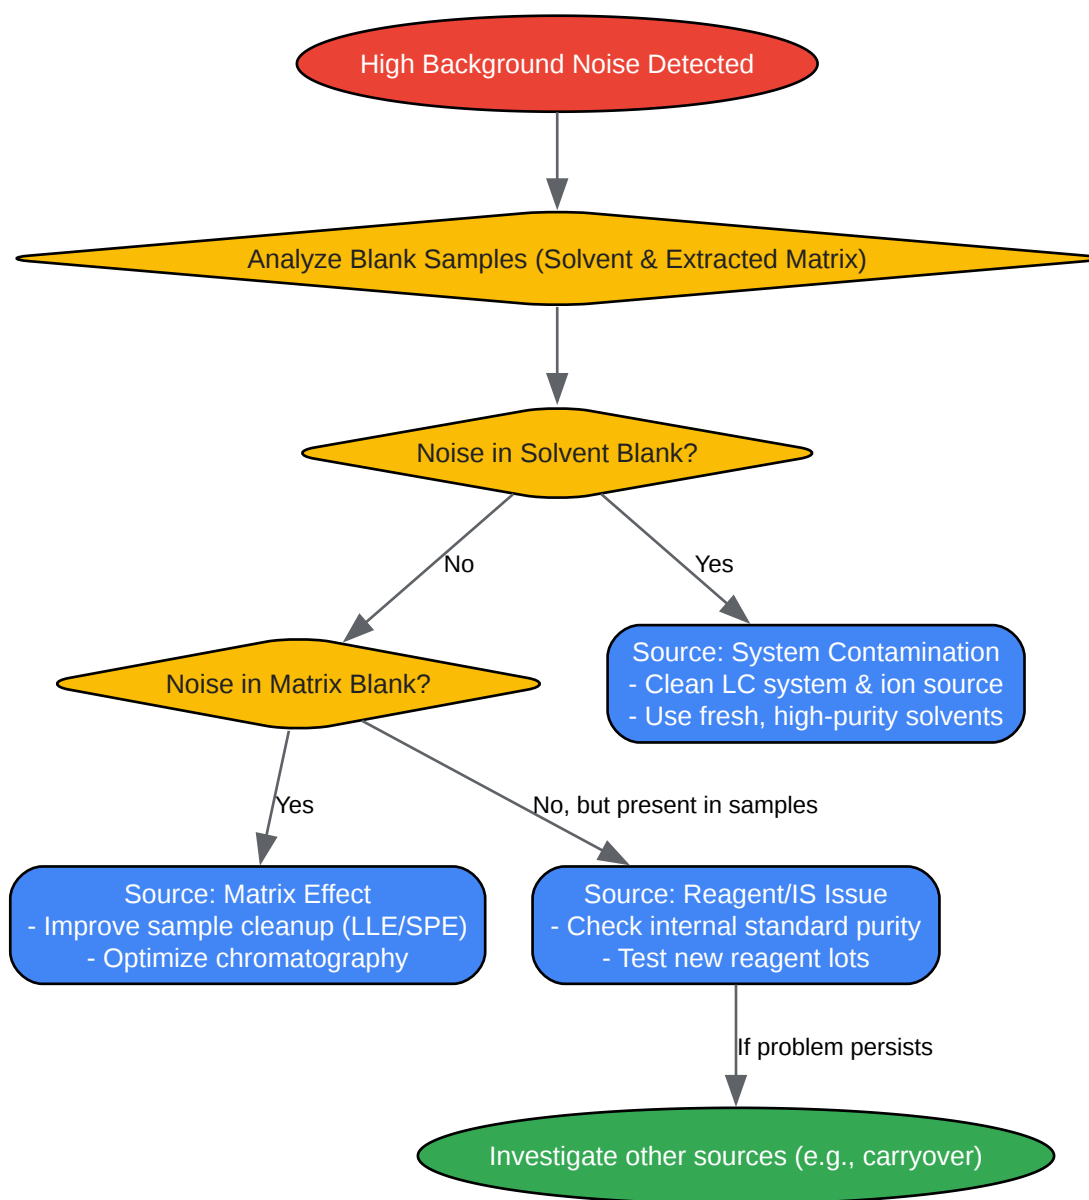 High Background Noise Detected
Analyze Blank Samples (Solvent & Extracted Matrix)
Noise in Solvent Blank?
No
Yes
Noise in Matrix Blank?
Source: System Contamination
- Clean LC system & ion source
- Use fresh, high-purity solvents
Yes
No, but present in samples
Source: Matrix Effect
- Improve sample cleanup (LLE/SPE)
- Optimize chromatography
Source: Reagent/IS Issue
- Check internal standard purity
- Test new reagent lots
If problem persists
Investigate other sources (e.g., carryover)